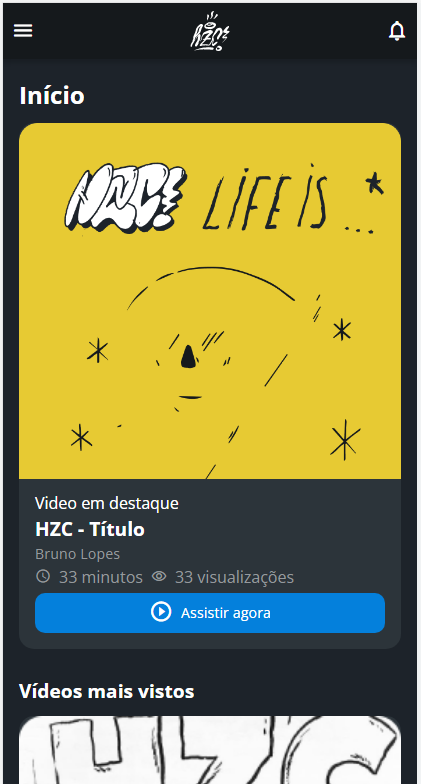 HZC!
Início
HZC! LIFE IS ...
Video em destaque
HZC - Título
Bruno Lopes
33 minutos 33 visualizações
Assistir agora
Vídeos mais vistos
HZC